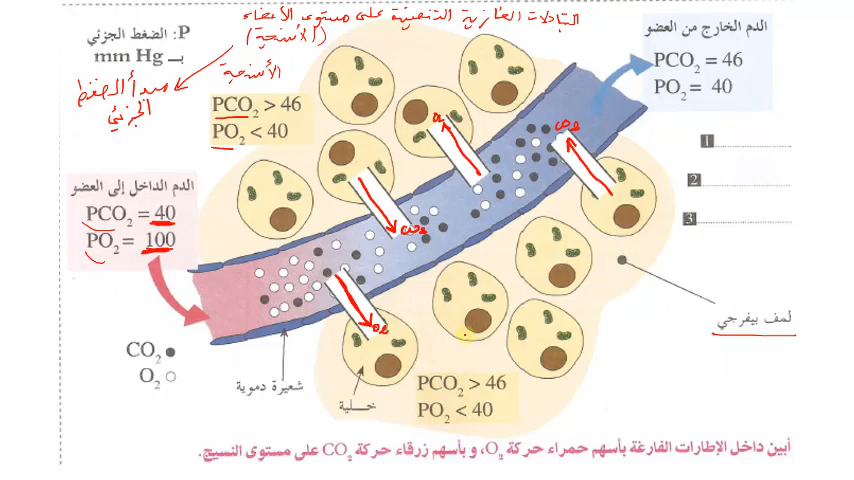 التبادلات الغازية التنفسية على مستوى الأعضاء
(الأنسجة)
مبدأ الضغط
الجزئي
P: الضغط الجزئي
بـ mm Hg
الأنسجة
PCO₂ > 46
PO₂ < 40
الدم الخارج من العضو
PCO₂ = 46
PO₂ = 40
الدم الداخل إلى العضو
PCO₂ = 40
PO₂ = 100
1
2
3
O₂
CO₂
CO₂
O₂
لمف بيفرجي
CO₂
O₂
شعيرة دموية
خلية
PCO₂ > 46
PO₂ < 40
أبين داخل الإطارات الفارغة بأسهم حمراء حركة O₂، و بأسهم زرقاء حركة CO₂ على مستوى النسيج.